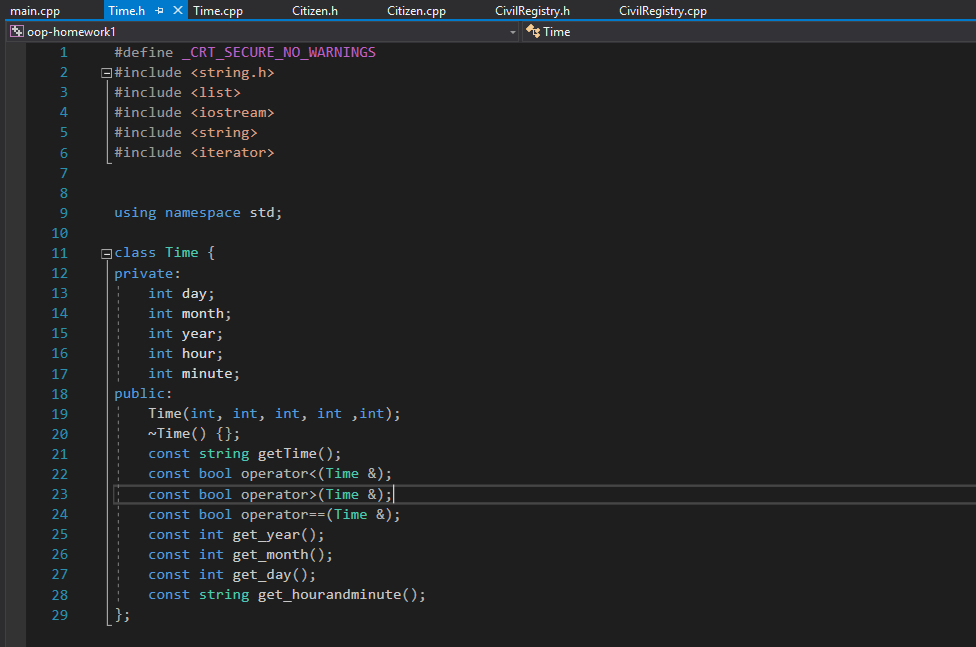 main.cpp Time.h Time.cpp Citizen.h Citizen.cpp CivilRegistry.h CivilRegistry.cpp
oop-homework1 Time
1 #define _CRT_SECURE_NO_WARNINGS
2 #include <string.h>
3 #include <list>
4 #include <iostream>
5 #include <string>
6 #include <iterator>
7
8
9 using namespace std;
10
11 class Time {
12 private:
13 int day;
14 int month;
15 int year;
16 int hour;
17 int minute;
18 public:
19 Time(int, int, int, int ,int);
20 ~Time() {};
21 const string getTime();
22 const bool operator<(Time &);
23 const bool operator>(Time &);
24 const bool operator==(Time &);
25 const int get_year();
26 const int get_month();
27 const int get_day();
28 const string get_hourandminute();
29 };